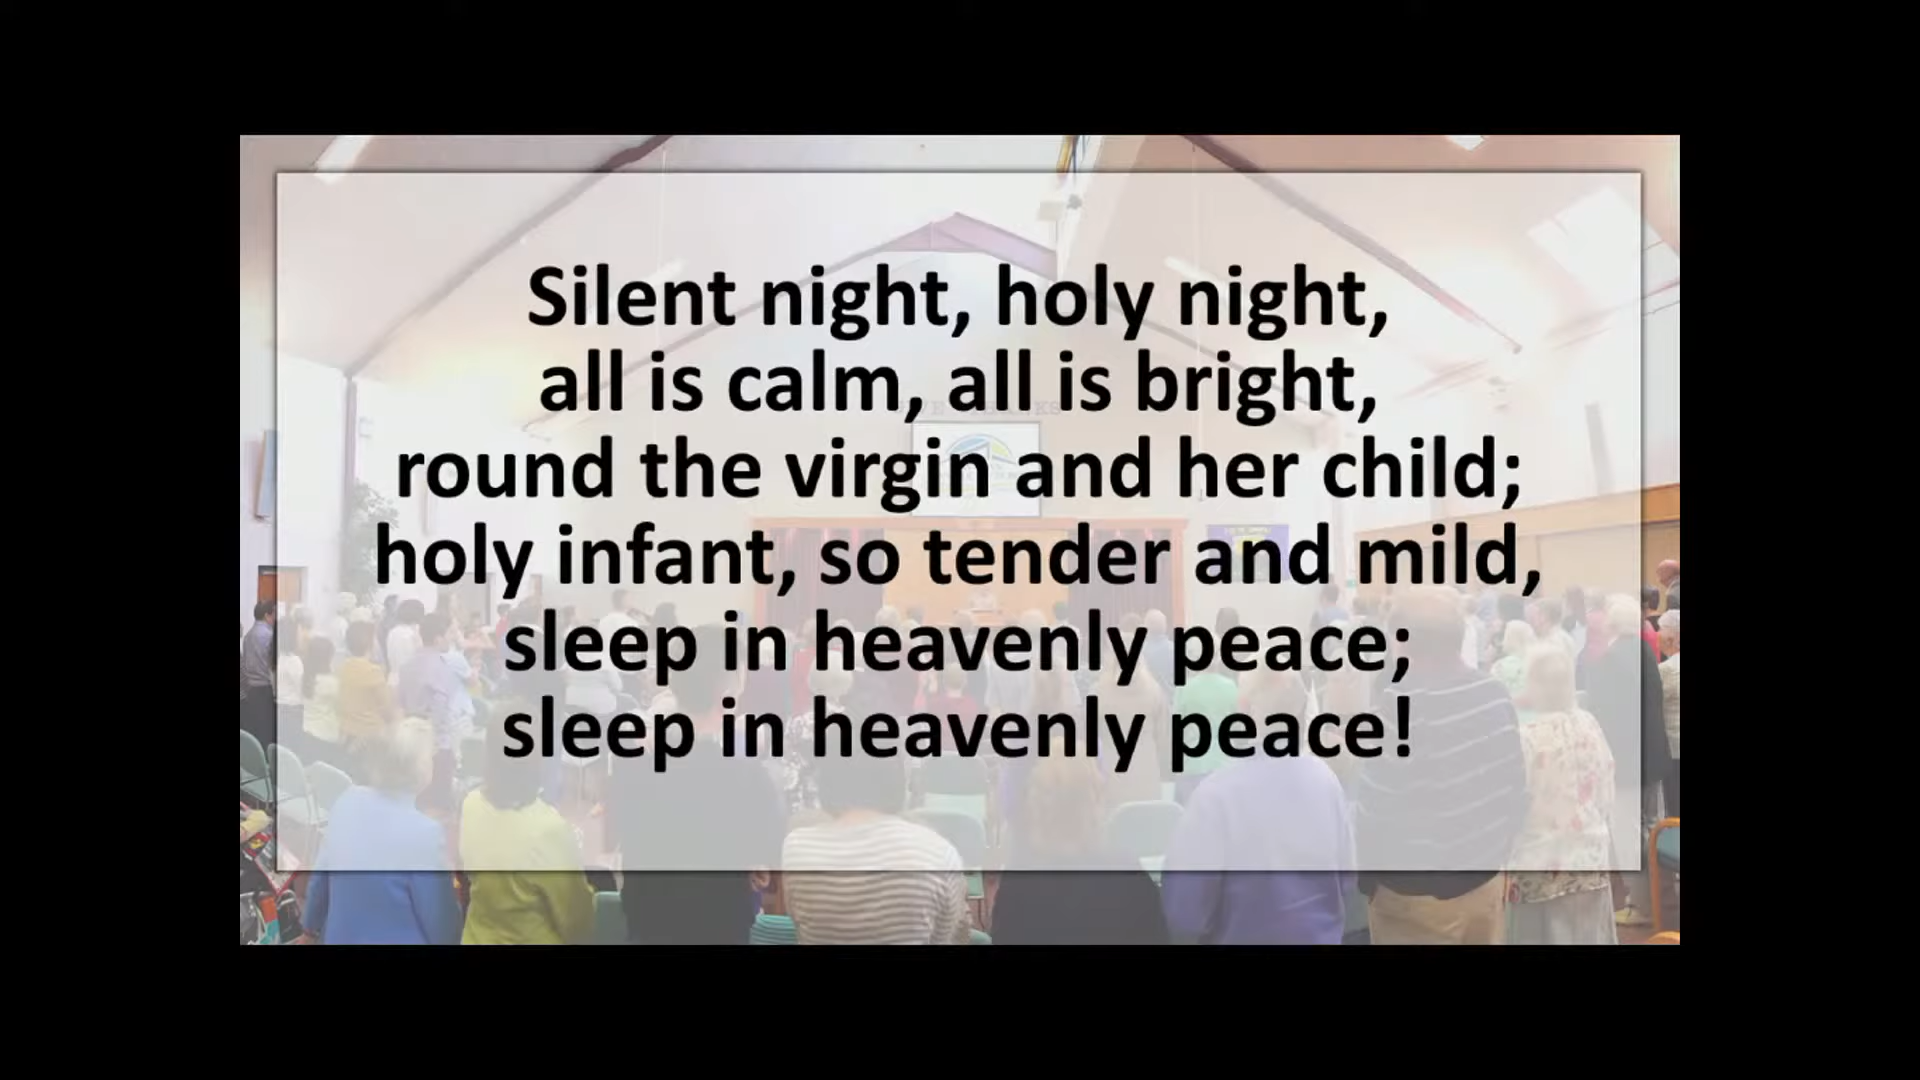 Silent night, holy night,
all is calm, all is bright,
round the virgin and her child;
holy infant, so tender and mild,
sleep in heavenly peace;
sleep in heavenly peace!